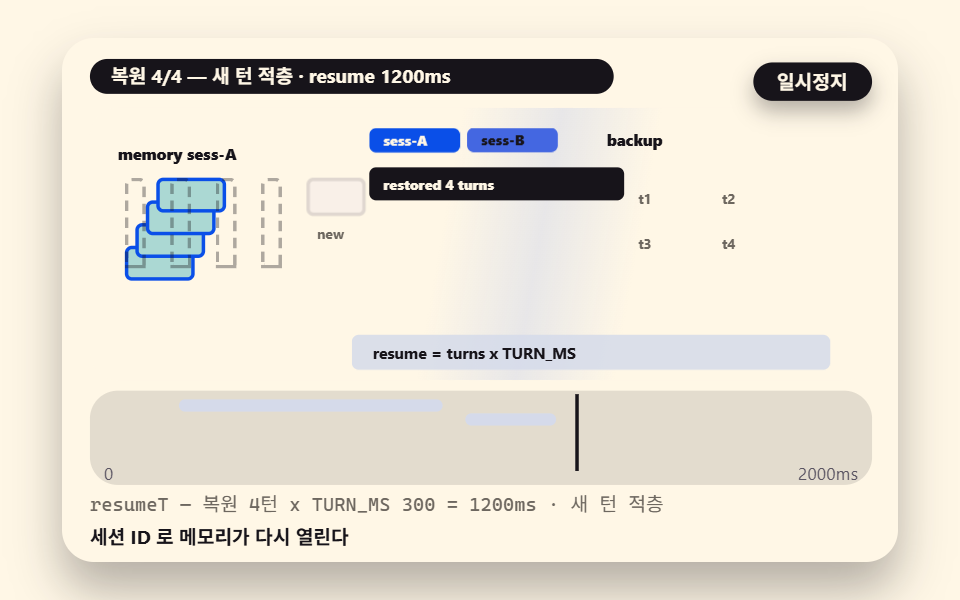 복원 4/4 — 새 턴 적층 · resume 1200ms
일시정지
sess-A
sess-B
backup
memory sess-A
restored 4 turns
t1
t2
new
t3
t4
resume = turns x TURN_MS
0
2000ms
resumeT — 복원 4턴 x TURN_MS 300 = 1200ms · 새 턴 적층
세션 ID 로 메모리가 다시 열린다